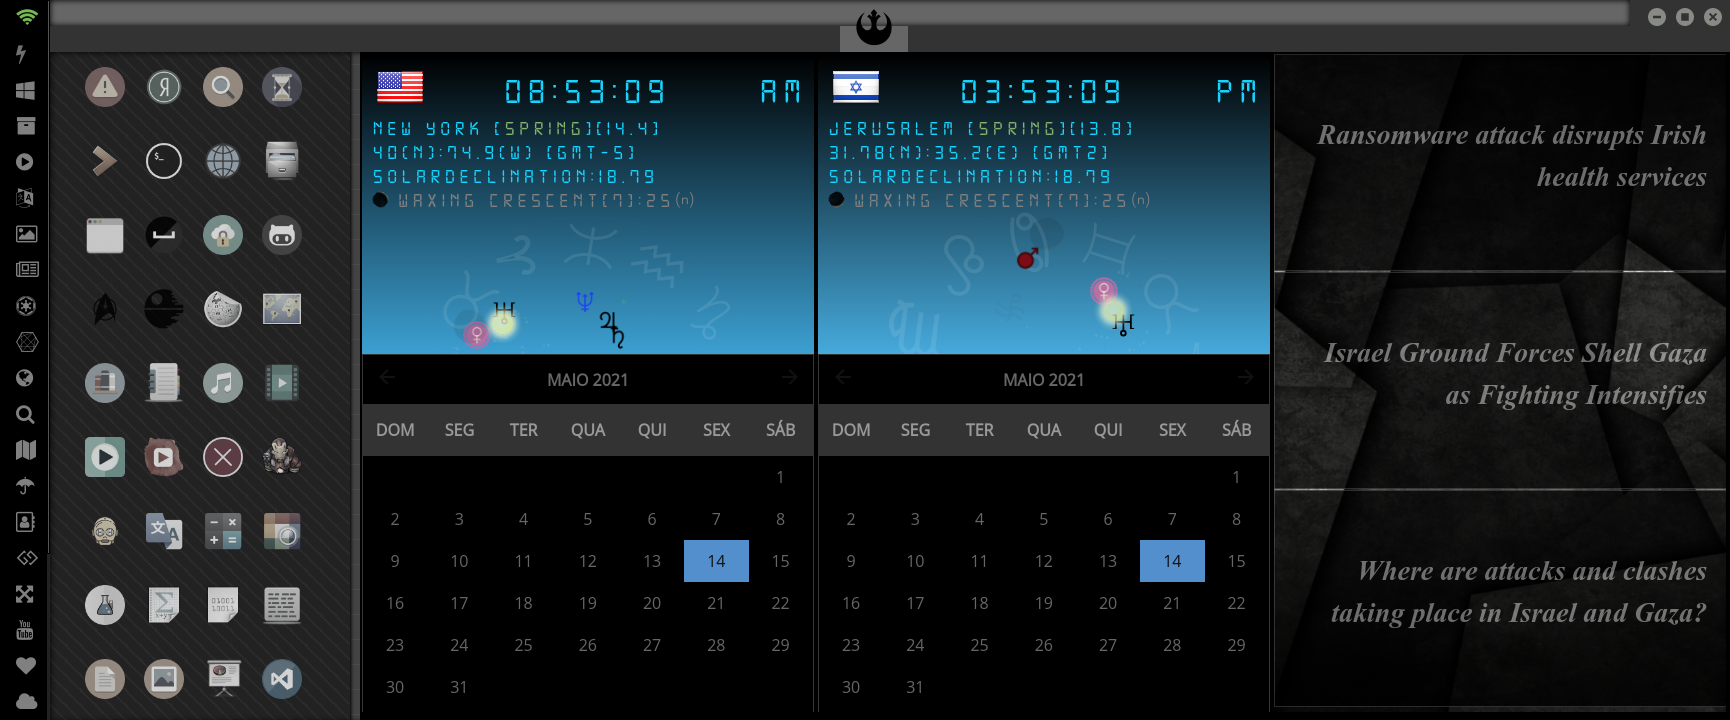 08:53:09 AM
NEW YORK [SPRING][14.4]
40(N):74.9(W) [GMT-5]
SOLARDECLINATION:18.79
WAXING CRESCENT[7]:25(n)
MAIO 2021
DOM SEG TER QUA QUI SEX SÁB
1
2 3 4 5 6 7 8
9 10 11 12 13 14 15
16 17 18 19 20 21 22
23 24 25 26 27 28 29
30 31
03:53:09 PM
JERUSALEM [SPRING][13.8]
31.78(N):35.2(E) [GMT2]
SOLARDECLINATION:18.79
WAXING CRESCENT[7]:25(n)
MAIO 2021
DOM SEG TER QUA QUI SEX SÁB
1
2 3 4 5 6 7 8
9 10 11 12 13 14 15
16 17 18 19 20 21 22
23 24 25 26 27 28 29
30 31
Ransomware attack disrupts Irish
health services
Israel Ground Forces Shell Gaza
as Fighting Intensifies
Where are attacks and clashes
taking place in Israel and Gaza?
You
Tube
Я
$_
文 A
Σ
x+y
01001
10011